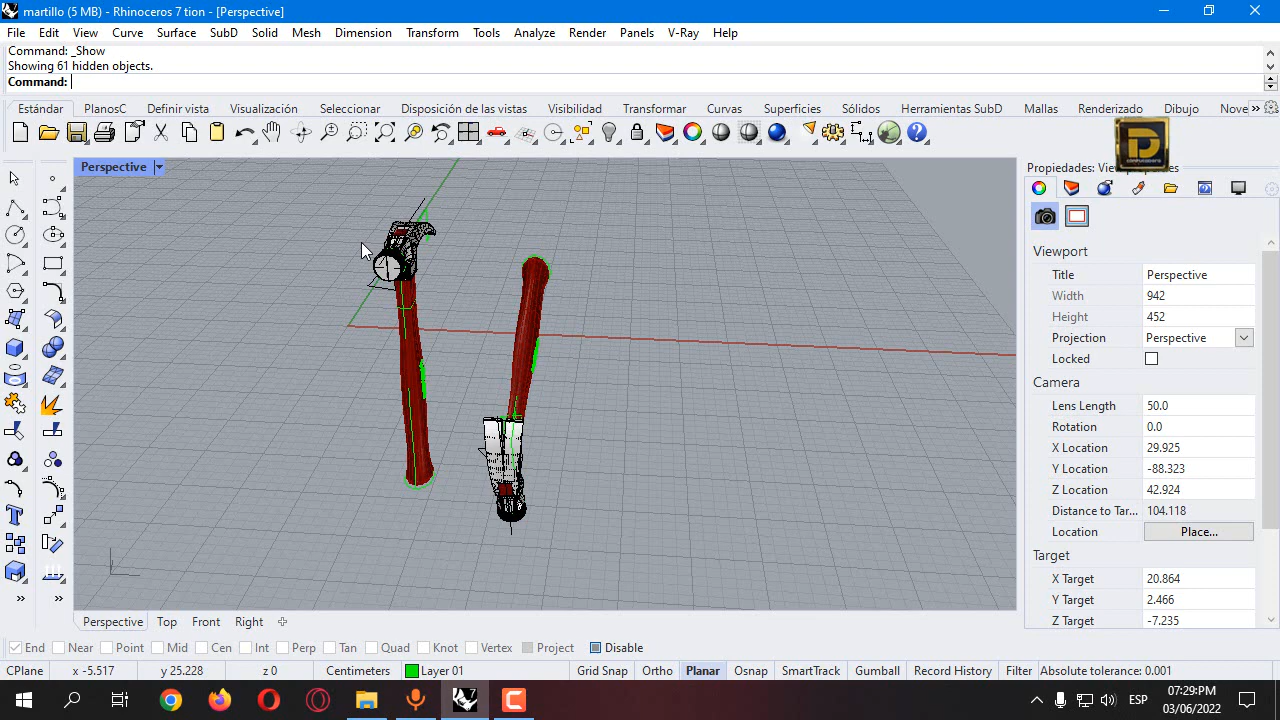 martillo (5 MB) - Rhinoceros 7 tion - [Perspective]
File Edit View Curve Surface SubD Solid Mesh Dimension Transform Tools Analyze Render Panels V-Ray Help
Command: _Show
Showing 61 hidden objects.
Command:
Estándar PlanosC Definir vista Visualización Seleccionar Disposición de las vistas Visibilidad Transformar Curvas Superficies Sólidos Herramientas SubD Mallas Renderizado Dibujo Nove
Perspective
Propiedades: View
Viewport
Title Perspective
Width 942
Height 452
Projection Perspective
Locked
Camera
Lens Length 50.0
Rotation 0.0
X Location 29.925
Y Location -88.323
Z Location 42.924
Distance to Tar... 104.118
Location Place...
Target
X Target 20.864
Y Target 2.466
Z Target -7.235
Perspective Top Front Right
End Near Point Mid Cen Int Perp Tan Quad Knot Vertex Project Disable
CPlane x -5.517 y 25.228 z 0 Centimeters Layer 01 Grid Snap Ortho Planar Osnap SmartTrack Gumball Record History Filter Absolute tolerance: 0.001
ESP
07:29PM
03/06/2022